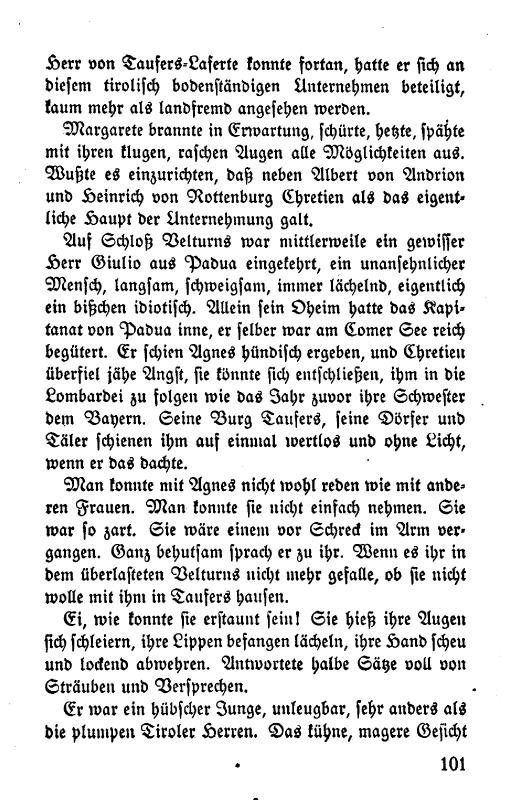 Herr von Taufers-Laferte konnte fortan, hatte er sich an
diesem tirolisch bodenständigen Unternehmen beteiligt,
kaum mehr als landfremd angesehen werden.
Margarete brannte in Erwartung, schürte, hetzte, spähte
mit ihren klugen, raschen Augen alle Möglichkeiten aus.
Wußte es einzurichten, daß neben Albert von Andrion
und Heinrich von Rottenburg Chretien als das eigent-
liche Haupt der Unternehmung galt.
Auf Schloß Velturns war mittlerweile ein gewisser
Herr Giulio aus Padua eingekehrt, ein unansehnlicher
Mensch, langsam, schweigsam, immer lächelnd, eigentlich
ein bißchen idiotisch. Allein sein Oheim hatte das Kapi-
tanat von Padua inne, er selber war am Comer See reich
begütert. Er schien Agnes hündisch ergeben, und Chretien
überfiel jähe Angst, sie könnte sich entschließen, ihm in die
Lombardei zu folgen wie das Jahr zuvor ihre Schwester
dem Bayern. Seine Burg Taufers, seine Dörfer und
Täler schienen ihm auf einmal wertlos und ohne Licht,
wenn er das dachte.
Man konnte mit Agnes nicht wohl reden wie mit ande-
ren Frauen. Man konnte sie nicht einfach nehmen. Sie
war so zart. Sie wäre einem vor Schreck im Arm ver-
gangen. Ganz behutsam sprach er zu ihr. Wenn es ihr in
dem überlasteten Velturns nicht mehr gefalle, ob sie nicht
wolle mit ihm in Taufers hausen.
Ei, wie konnte sie erstaunt sein! Sie hieß ihre Augen
sich schleiern, ihre Lippen befangen lächeln, ihre Hand scheu
und lockend abwehren. Antwortete halbe Sätze voll von
Sträuben und Versprechen.
Er war ein hübscher Junge, unleugbar, sehr anders als
die plumpen Tiroler Herren. Das kühne, magere Gesicht
101